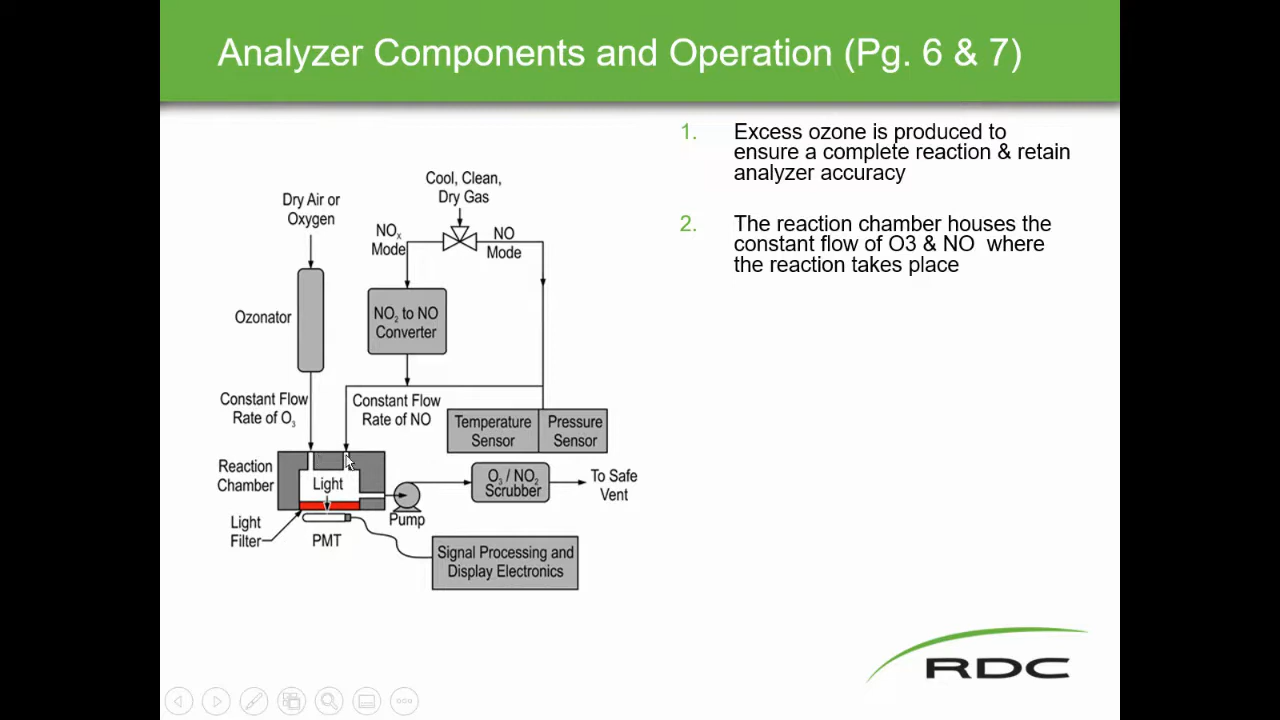 Analyzer Components and Operation (Pg. 6 & 7)
1. Excess ozone is produced to
ensure a complete reaction & retain
analyzer accuracy
2. The reaction chamber houses the
constant flow of O3 & NO where
the reaction takes place
Cool, Clean,
Dry Gas
Dry Air or
Oxygen
NOx
Mode
NO
Mode
Ozonator
NO2 to NO
Converter
Constant Flow
Rate of O3
Constant Flow
Rate of NO
Temperature
Sensor
Pressure
Sensor
Reaction
Chamber
Light
O3 / NO2
Scrubber
To Safe
Vent
Pump
Light
Filter
PMT
Signal Processing and
Display Electronics
RDC